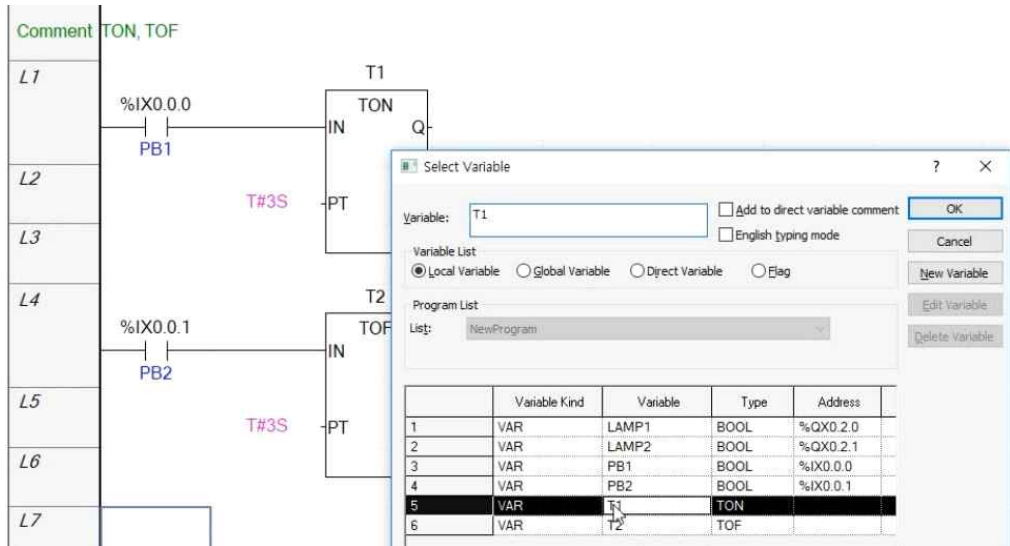 Comment TON, TOF
L1
T1
%IX0.0.0
TON
IN Q
PB1
L2
T#3S PT
L3
L4
T2
%IX0.0.1
TOF
IN
PB2
L5
T#3S PT
L6
L7
Select Variable ? ×
Variable: T1
Add to direct variable comment
English typing mode
OK
Cancel
New Variable
Edit Variable
Delete Variable
Variable List
Local Variable Global Variable Direct Variable Flag
Program List
List: NewProgram
Variable Kind Variable Type Address
1 VAR LAMP1 BOOL %QX0.2.0
2 VAR LAMP2 BOOL %QX0.2.1
3 VAR PB1 BOOL %IX0.0.0
4 VAR PB2 BOOL %IX0.0.1
5 VAR T1 TON
6 VAR T2 TOF